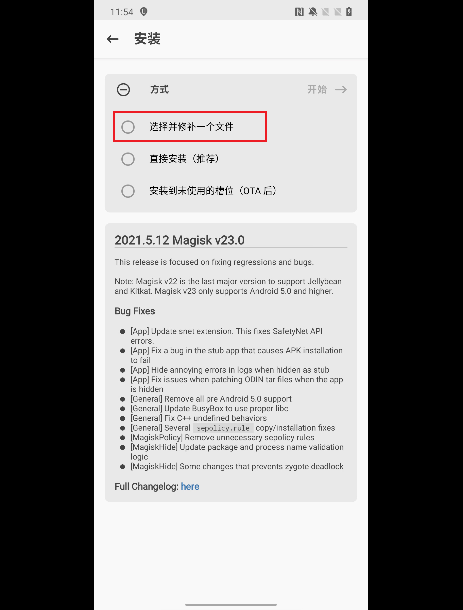 11:54
安装
方式
开始
选择并修补一个文件
直接安装（推荐）
安装到未使用的槽位（OTA 后）
2021.5.12 Magisk v23.0
This release is focused on fixing regressions and bugs.
Note: Magisk v22 is the last major version to support Jellybean
and Kitkat. Magisk v23 only supports Android 5.0 and higher.
Bug Fixes
[App] Update snet extension. This fixes SafetyNet API
errors.
[App] Fix a bug in the stub app that causes APK installation
to fail
[App] Hide annoying errors in logs when hidden as stub
[App] Fix issues when patching ODIN tar files when the app
is hidden
[General] Remove all pre Android 5.0 support
[General] Update BusyBox to use proper libc
[General] Fix C++ undefined behaviors
[General] Several sepolicy.rule copy/installation fixes
[MagiskPolicy] Remove unnecessary sepolicy rules
[MagiskHide] Update package and process name validation
logic
[MagiskHide] Some changes that prevents zygote deadlock
Full Changelog: here